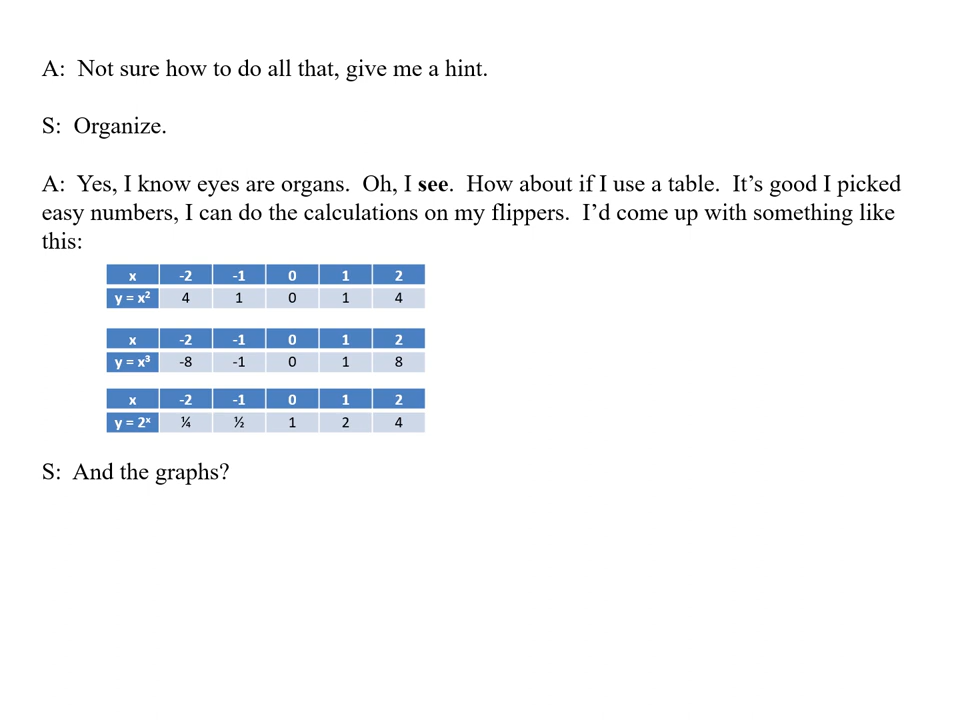 A:  Not sure how to do all that, give me a hint.
S:  Organize.
A:  Yes, I know eyes are organs.  Oh, I see.  How about if I use a table.  It’s good I picked
easy numbers, I can do the calculations on my flippers.  I’d come up with something like
this:
x -2 -1 0 1 2
y = x² 4 1 0 1 4
x -2 -1 0 1 2
y = x³ -8 -1 0 1 8
x -2 -1 0 1 2
y = 2ˣ ¼ ½ 1 2 4
S:  And the graphs?